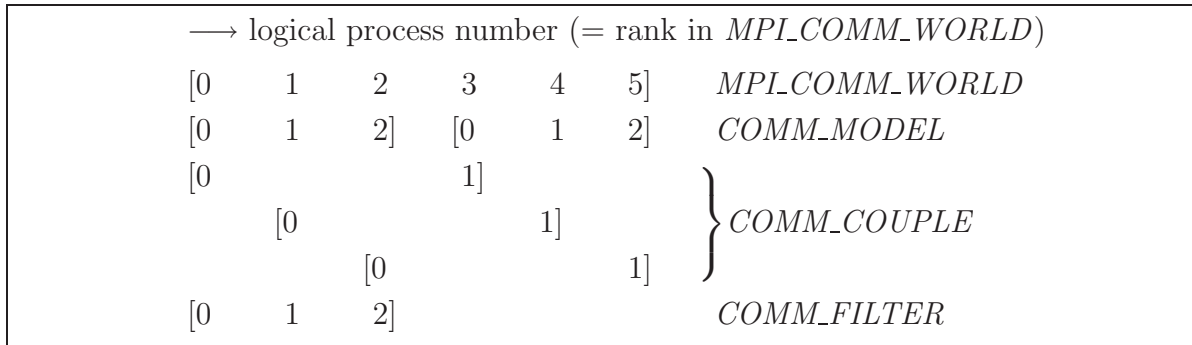 ⟶ logical process number (= rank in MPI_COMM_WORLD)
[0 1 2 3 4 5] MPI_COMM_WORLD
[0 1 2] [0 1 2] COMM_MODEL
[0 1]
[0 1] COMM_COUPLE
[0 1]
[0 1 2] COMM_FILTER